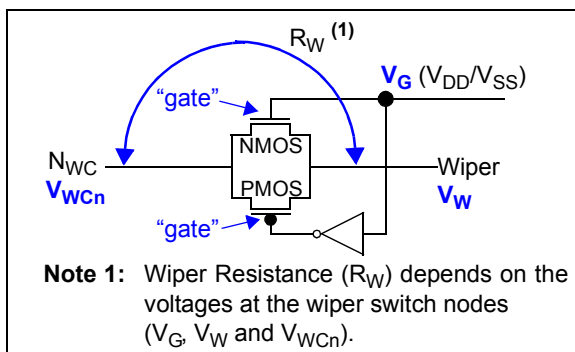 R_W (1)
V_G (V_DD/V_SS)
“gate”
NMOS
N_WC
Wiper
V_WCn
PMOS
V_W
“gate”
Note 1: Wiper Resistance (R_W) depends on the
voltages at the wiper switch nodes
(V_G, V_W and V_WCn).